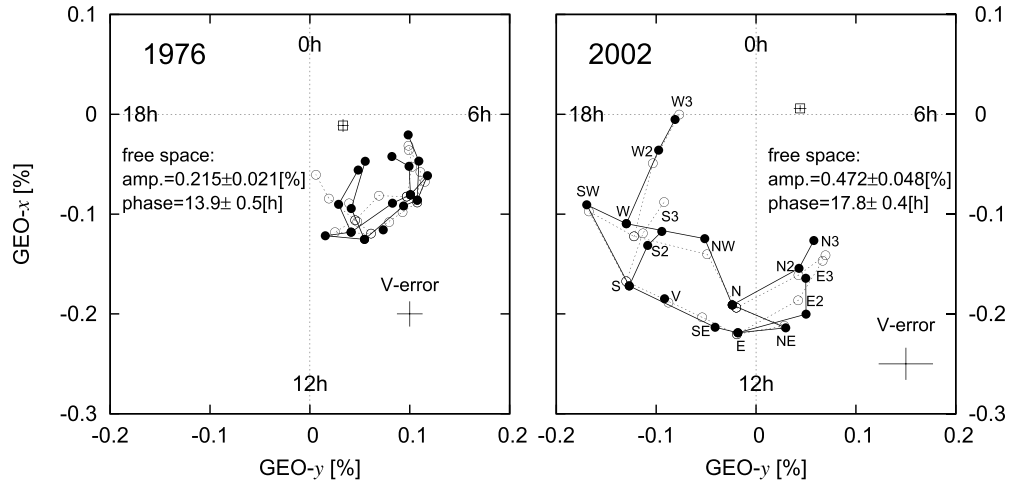 1976
0h
18h
6h
free space:
amp.=0.215±0.021[%]
phase=13.9± 0.5[h]
V-error
12h
0.1
0
-0.1
-0.2
-0.3
-0.2
-0.1
0
0.1
0.2
GEO-x [%]
GEO-y [%]
2002
0h
18h
6h
W3
W2
free space:
amp.=0.472±0.048[%]
phase=17.8± 0.4[h]
SW
W
S3
S2
NW
N3
N2
E3
S
V
N
E2
SE
E
NE
V-error
12h
0.1
0
-0.1
-0.2
-0.3
-0.2
-0.1
0
0.1
0.2
GEO-y [%]